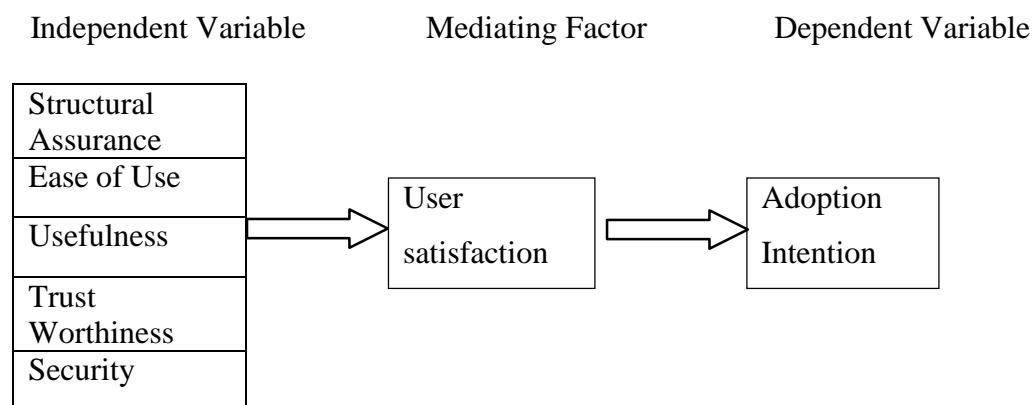 Independent Variable Mediating Factor Dependent Variable
Structural
Assurance
Ease of Use
Usefulness
Trust
Worthiness
Security
User
satisfaction
Adoption
Intention